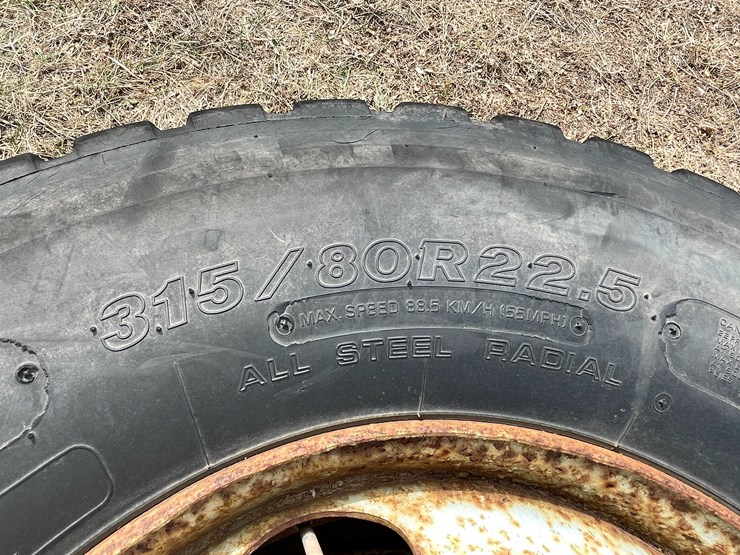 315/80R22.5
MAX. SPEED 88.5 KM/H (55MPH)
ALL STEEL RADIAL